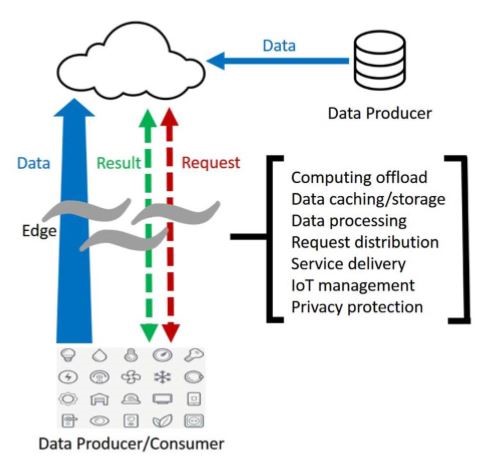 Data
Data Producer
Data
Result
Request
Edge
Computing offload
Data caching/storage
Data processing
Request distribution
Service delivery
IoT management
Privacy protection
Data Producer/Consumer